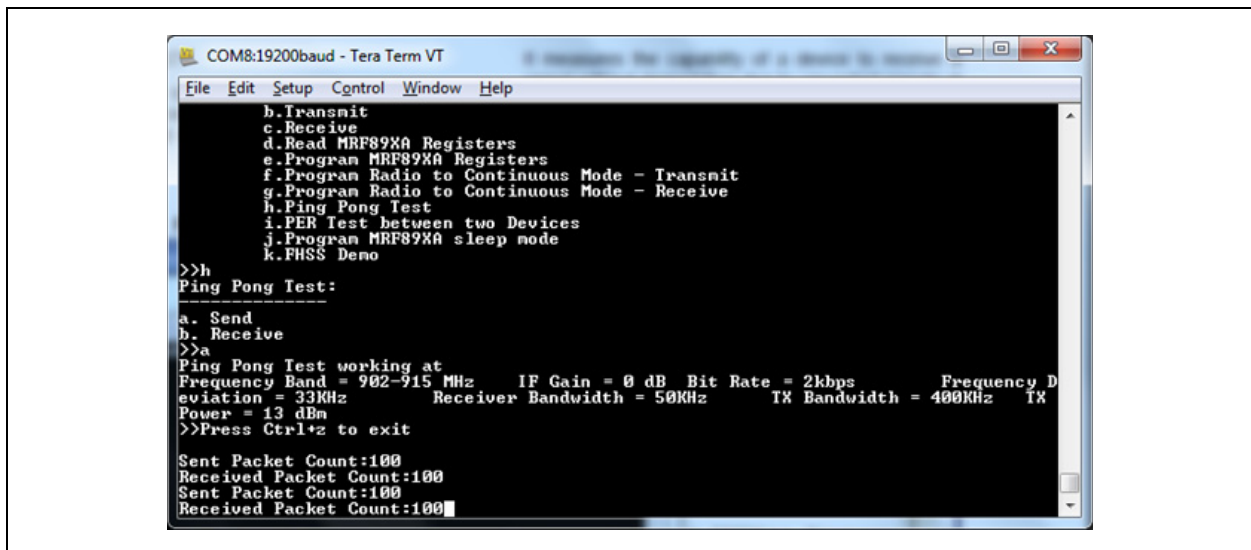 COM8:19200baud - Tera Term VT
File Edit Setup Control Window Help
b.Transmit
c.Receive
d.Read MRF89XA Registers
e.Program MRF89XA Registers
f.Program Radio to Continuous Mode - Transmit
g.Program Radio to Continuous Mode - Receive
h.Ping Pong Test
i.PER Test between two Devices
j.Program MRF89XA sleep mode
k.FHSS Demo
>>h
Ping Pong Test:
---------------
a. Send
b. Receive
>>a
Ping Pong Test working at
Frequency Band = 902-915 MHz IF Gain = 0 dB Bit Rate = 2kbps Frequency D
eviation = 33KHz Receiver Bandwidth = 50KHz TX Bandwidth = 400KHz TX
Power = 13 dBm
>>Press Ctrl+z to exit
Sent Packet Count:100
Received Packet Count:100
Sent Packet Count:100
Received Packet Count:100